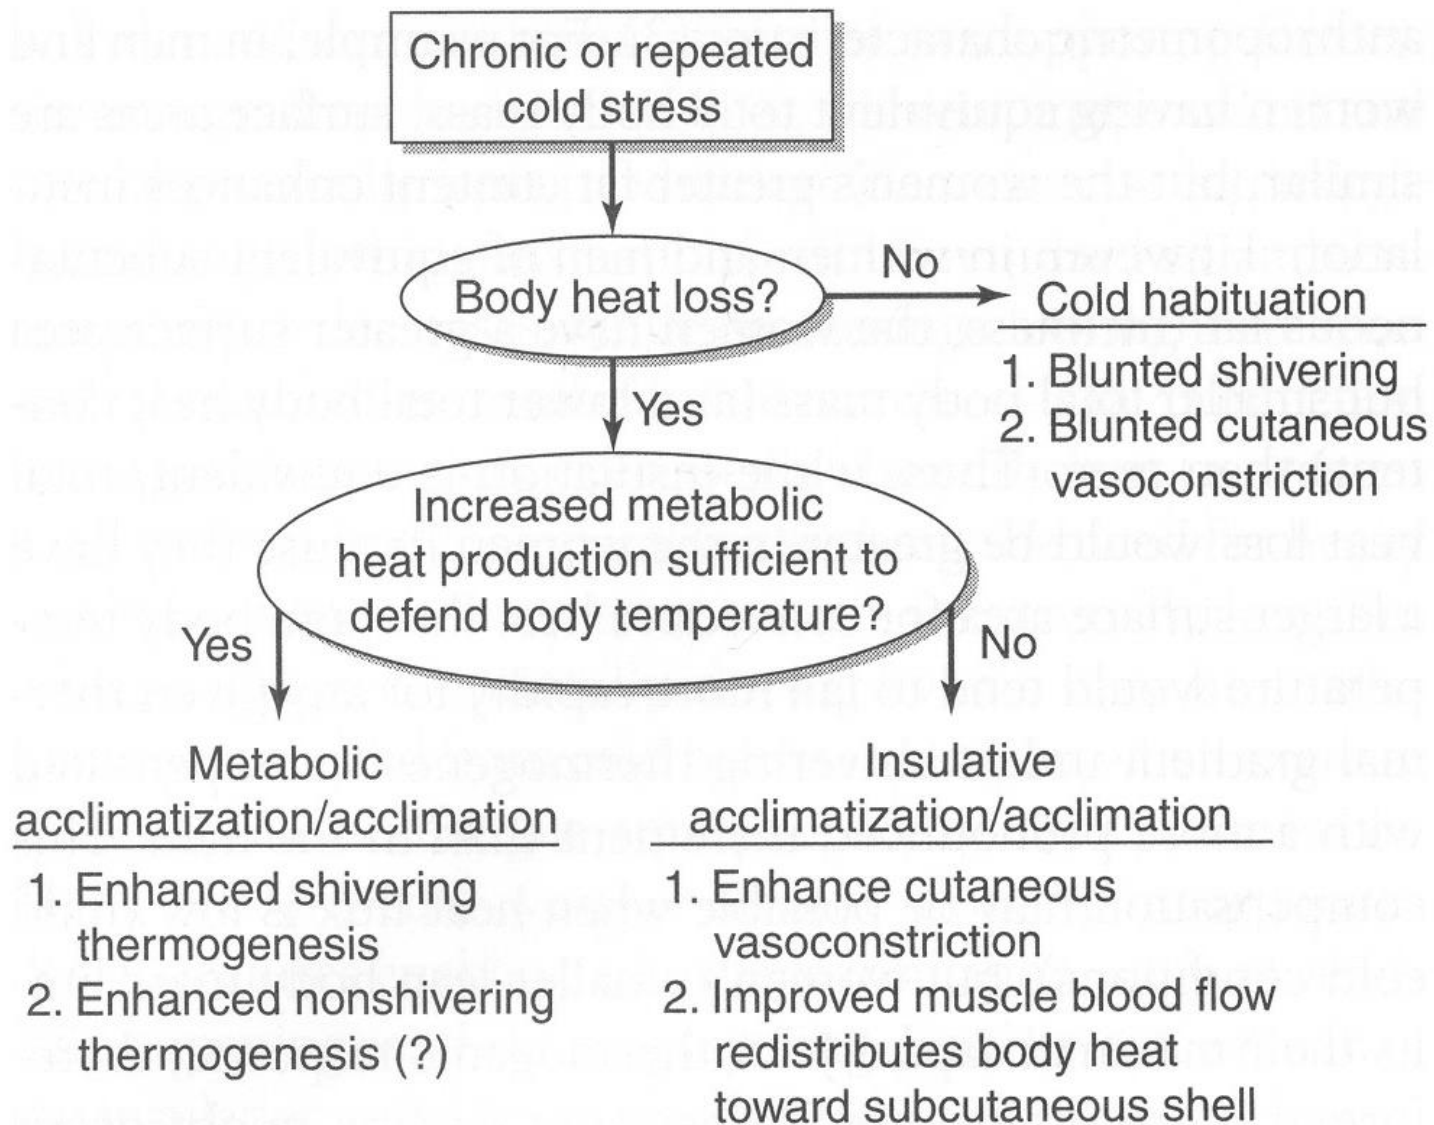 Chronic or repeated
cold stress
Body heat loss?
No
Cold habituation
1. Blunted shivering
2. Blunted cutaneous
vasoconstriction
Yes
Increased metabolic
heat production sufficient to
defend body temperature?
Yes
No
Metabolic
acclimatization/acclimation
1. Enhanced shivering
thermogenesis
2. Enhanced nonshivering
thermogenesis (?)
Insulative
acclimatization/acclimation
1. Enhance cutaneous
vasoconstriction
2. Improved muscle blood flow
redistributes body heat
toward subcutaneous shell